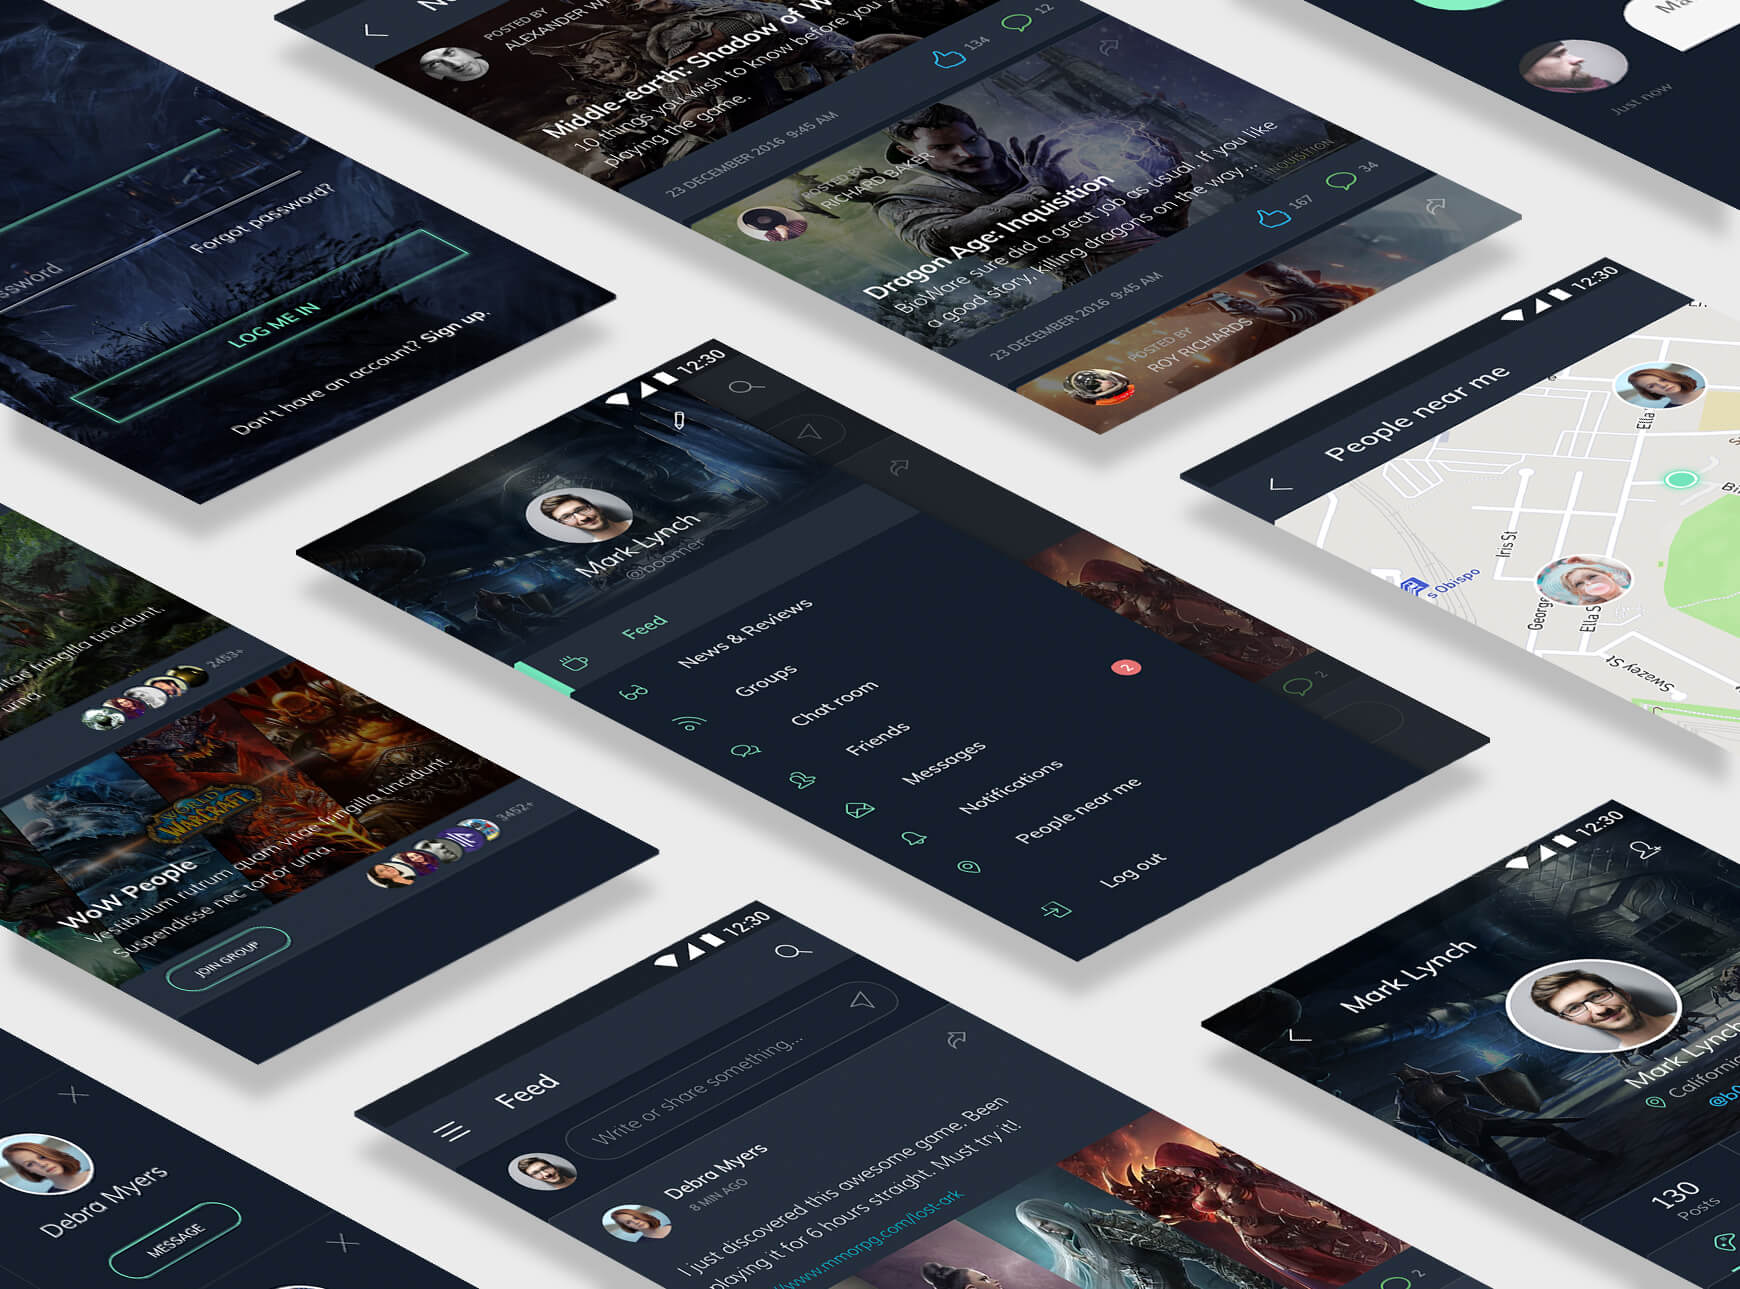 POSTED BY
Middle-earth: Shadow of
10 things you wish to know before you
playing the game.
23 DECEMBER 2016 9:45 AM
134
12
POSTED BY
RICHARD BAKER
Dragon Age: Inquisition
BioWare sure did a great job as usual. If you like
a good story, killing dragons on the way...
23 DECEMBER 2016 9:45 AM
167
34
POSTED BY
ROY RICHARDS
Just now
Forgot password?
LOG ME IN
Don't have an account? Sign up.
12:30
Mark Lynch
@boomer
Feed
News & Reviews
Groups
Chat room
Friends
Messages
2
Notifications
People near me
Log out
2
12:30
People near me
Iris St
Ella
Ella S
George
Swazey St
s Obispo
fringilla tincidunt.
urna.
2453+
WORLD
WARCRAFT
WoW People
Vestibulum rutrum quam vitae fringilla tincidunt.
Suspendisse nec tortor urna.
3452+
JOIN GROUP
Debra Myers
MESSAGE
12:30
Feed
Write or share something...
Debra Myers
8 MIN AGO
I just discovered this awesome game. Been
playing it for 6 hours straight. Must try it!
//www.mmorpg.com/lost-ark
2
12:30
Mark Lynch
Mark Lynch
130
Posts